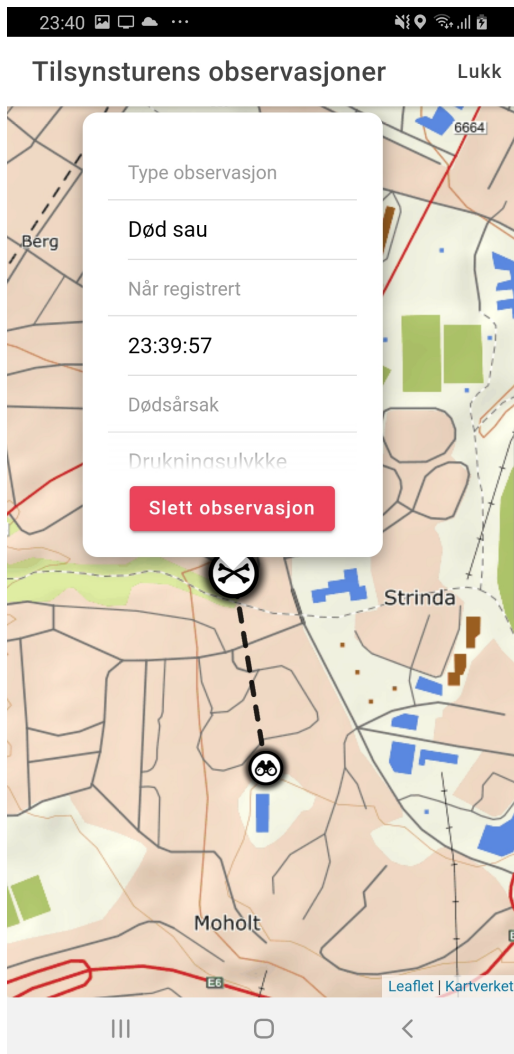 23:40
Tilsynsturens observasjoner
Lukk
6664
Berg
Type observasjon
Død sau
Når registrert
23:39:57
Dødsårsak
Drukningsulykke
Slett observasjon
Strinda
Moholt
E6
Leaflet | Kartverket